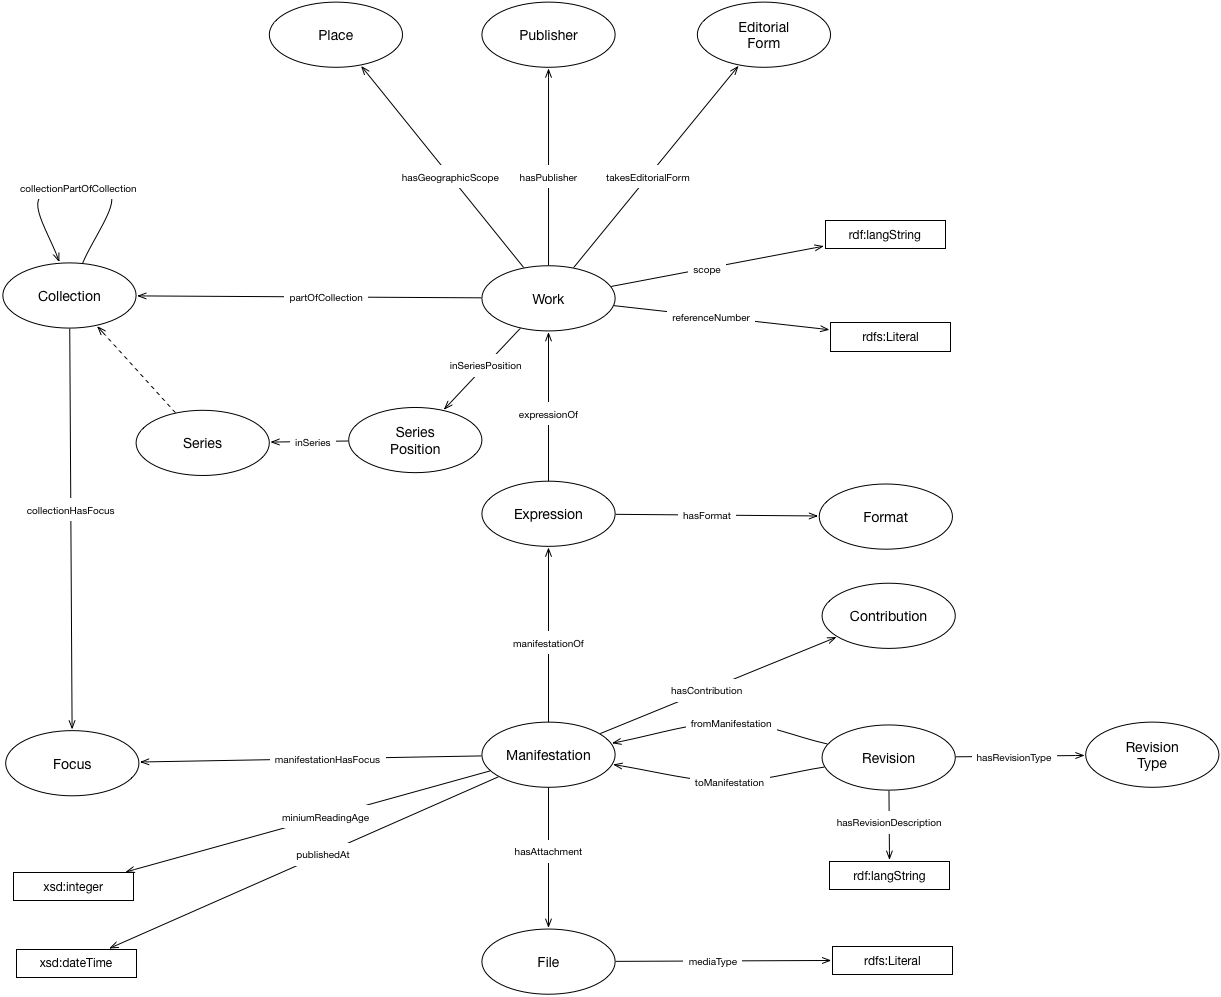 Place
Publisher
Editorial
Form
hasGeographicScope
hasPublisher
takesEditorialForm
collectionPartOfCollection
rdf:langString
scope
Collection
partOfCollection
Work
referenceNumber
rdfs:Literal
inSeriesPosition
expressionOf
Series
inSeries
Series
Position
collectionHasFocus
Expression
hasFormat
Format
Contribution
manifestationOf
hasContribution
fromManifestation
Focus
manifestationHasFocus
Manifestation
Revision
hasRevisionType
Revision
Type
toManifestation
miniumReadingAge
hasRevisionDescription
publishedAt
hasAttachment
xsd:integer
rdf:langString
xsd:dateTime
File
mediaType
rdfs:Literal